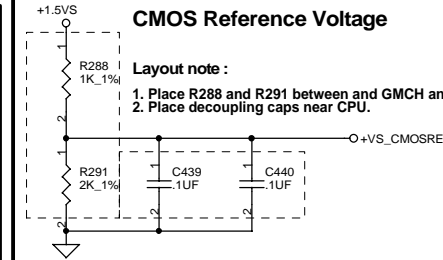 +1.5VS
CMOS Reference Voltage
1
R288
1K_1%
2
Layout note :
1. Place R288 and R291 between and GMCH an
2. Place decoupling caps near CPU.
+VS_CMOSRE
1
R291
2K_1%
2
1
C439
.1UF
2
1
C440
.1UF
2